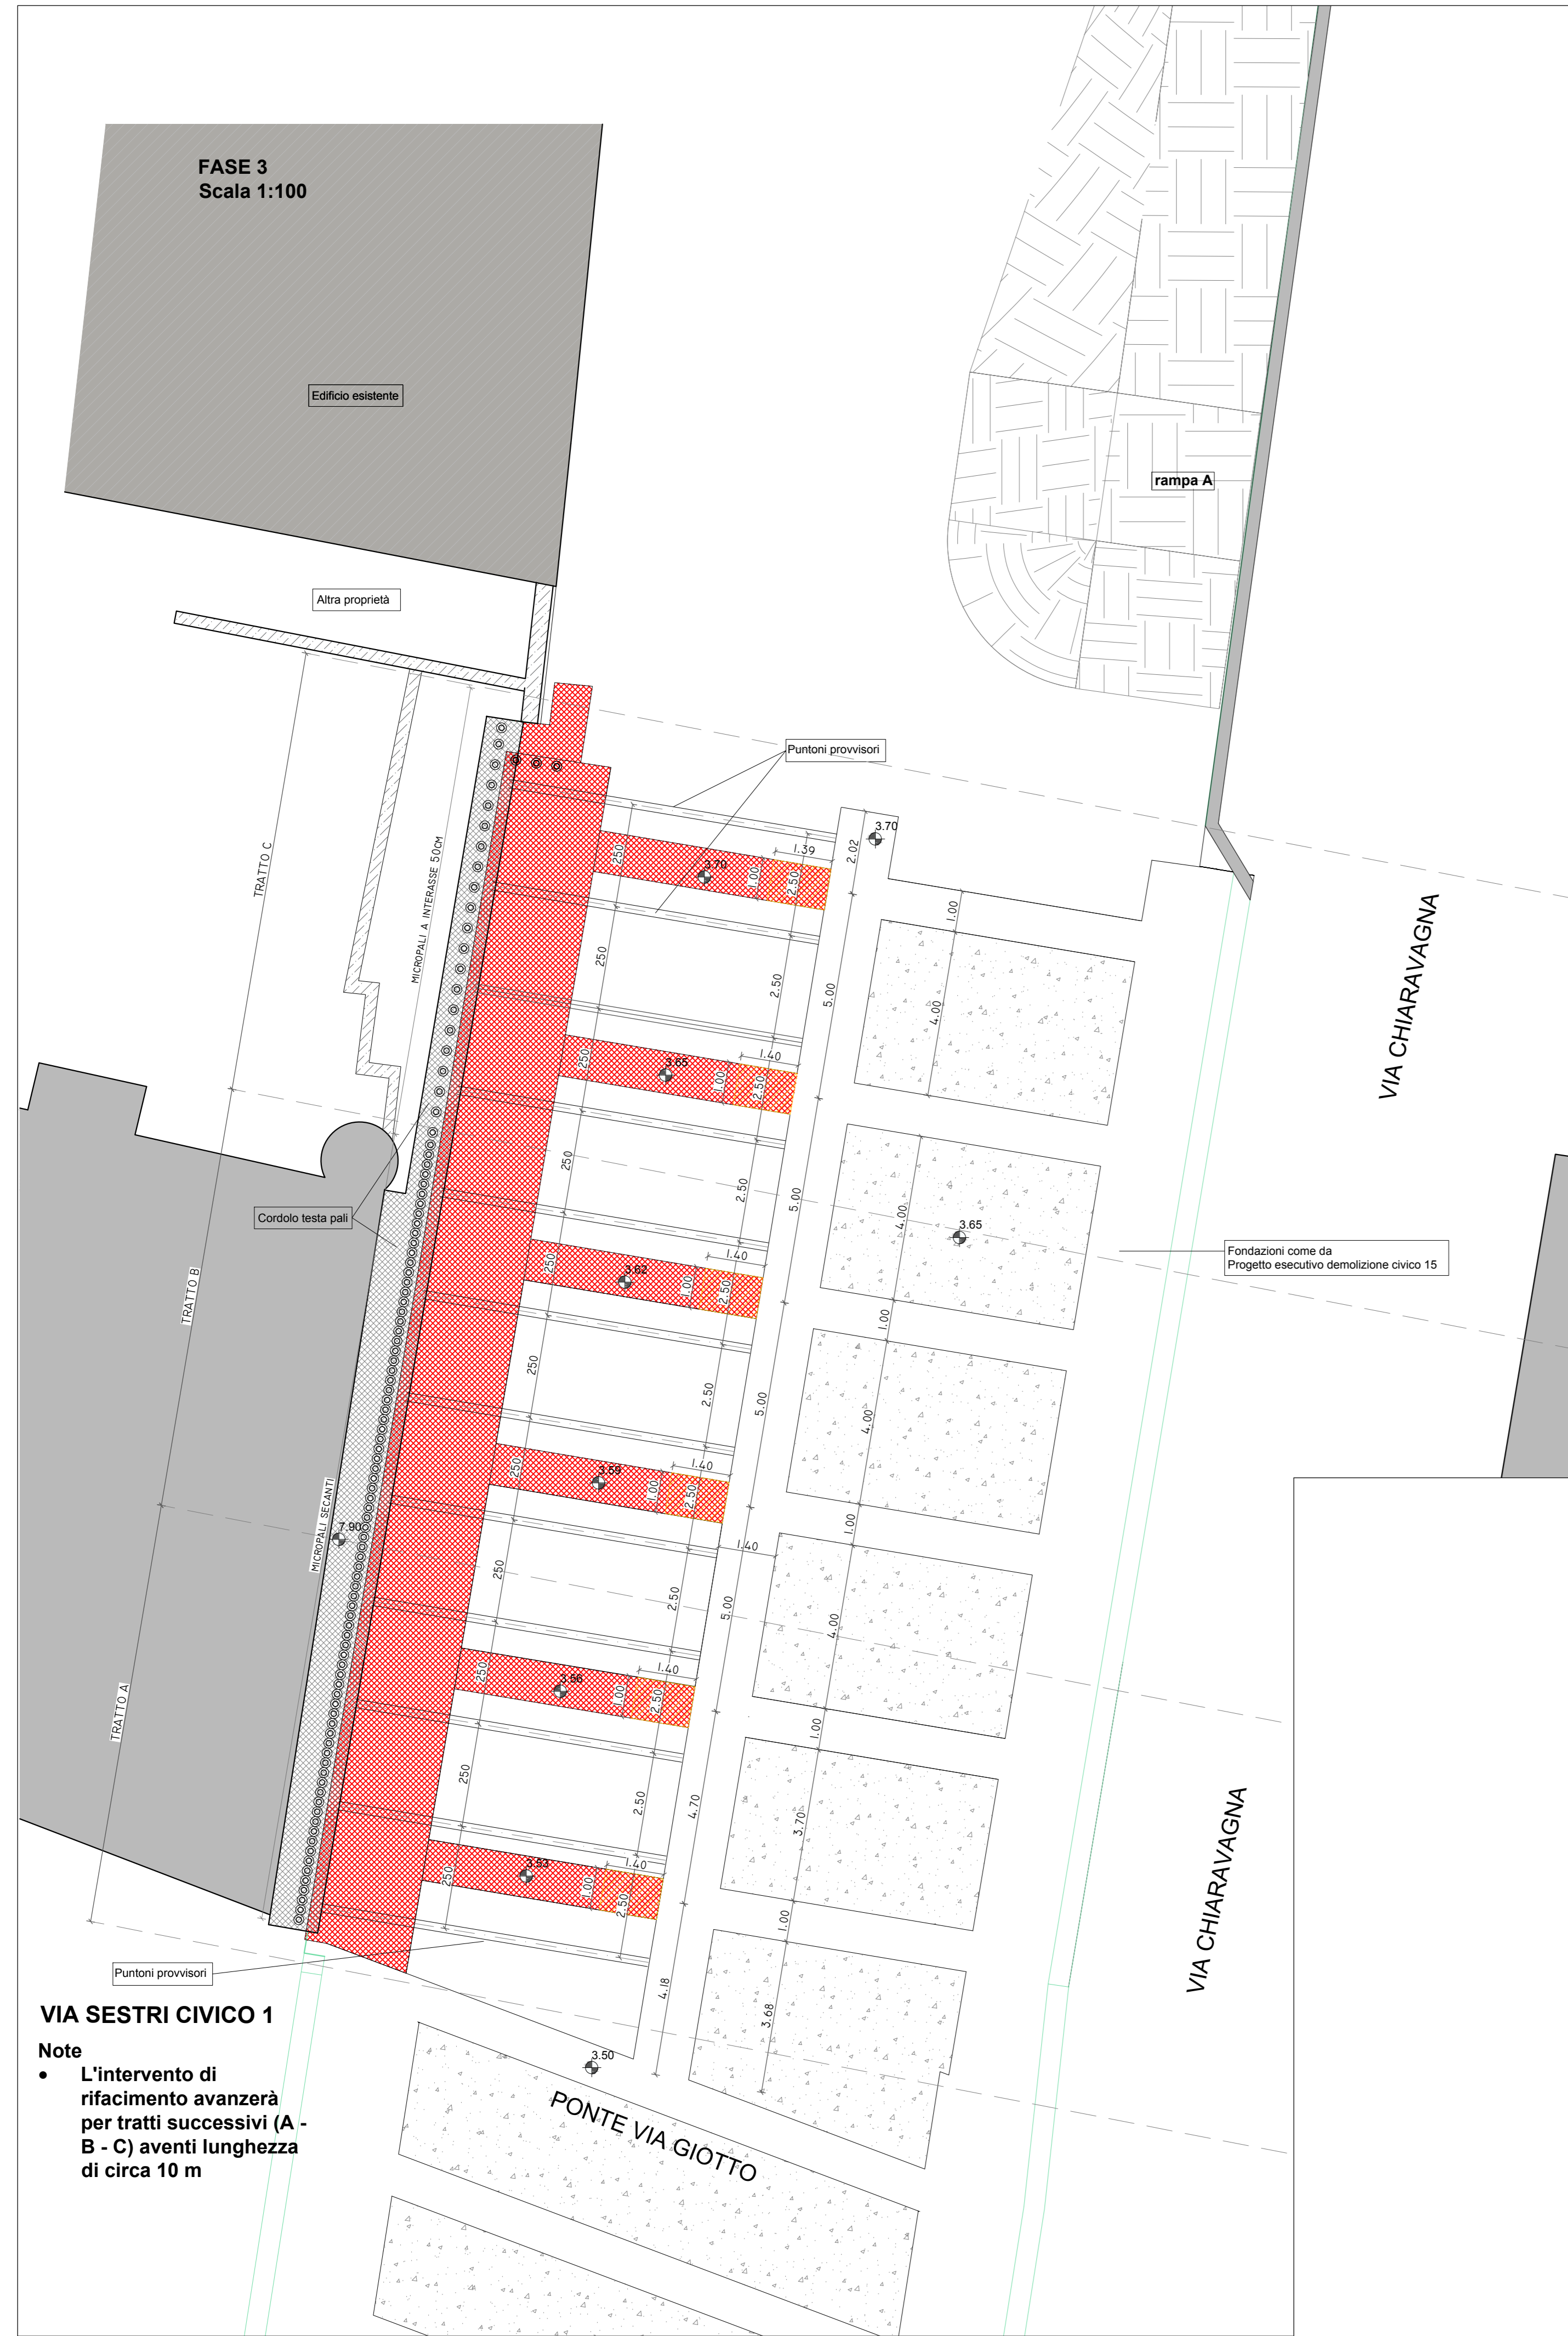 FASE 3
Scala 1:100
Edificio esistente
rampa A
Altra proprietà
Puntoni provvisori
3.70
2.02
1.39
250
3.70
1.00
2.50
TRATTO C
MICROPALI A INTERASSE 50CM
1.00
VIA CHIARAVAGNA
250
2.50
5.00
4.00
1.40
250
3.65
1.00
2.50
250
2.50
5.00
4.00
3.65
Cordolo testa pali
Fondazioni come da
Progetto esecutivo demolizione civico 15
TRATTO B
1.40
250
3.62
1.00
2.50
1.00
250
2.50
5.00
4.00
1.40
250
3.59
1.00
2.50
MICROPALI SECANTI
7.90
1.00
1.40
250
2.50
5.00
4.00
1.40
250
3.56
1.00
2.50
TRATTO A
1.00
250
2.50
4.70
3.70
VIA CHIARAVAGNA
1.40
250
3.53
1.00
2.50
1.00
Puntoni provvisori
4.18
3.68
VIA SESTRI CIVICO 1
3.50
Note
• L'intervento di
rifacimento avanzerà
per tratti successivi (A -
B - C) aventi lunghezza
di circa 10 m
PONTE VIA GIOTTO